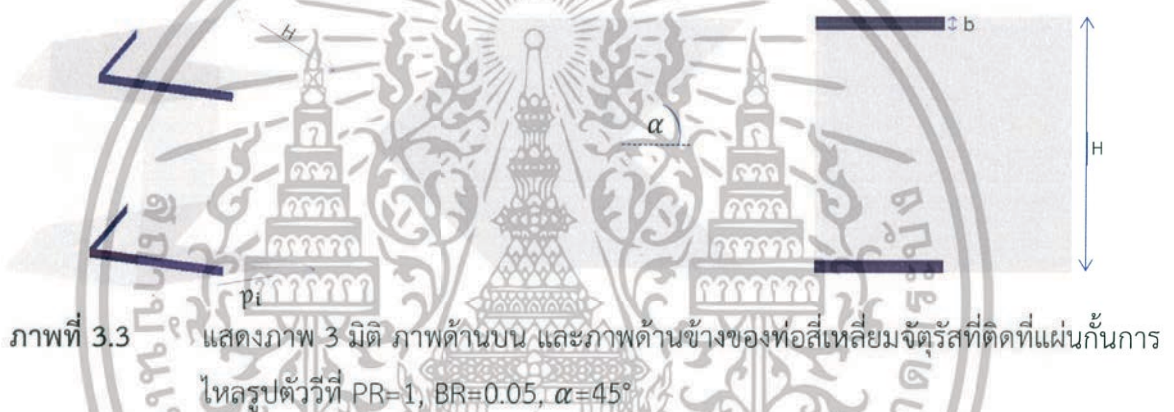 H
α
b
H
pi
ภาพที่ 3.3 แสดงภาพ 3 มิติ ภาพด้านบน และภาพด้านข้างของท่อสี่เหลี่ยมจัตุรัสที่ติดที่แผ่นกั้นการ
ไหลรูปตัววีที่ PR=1, BR=0.05, α=45°